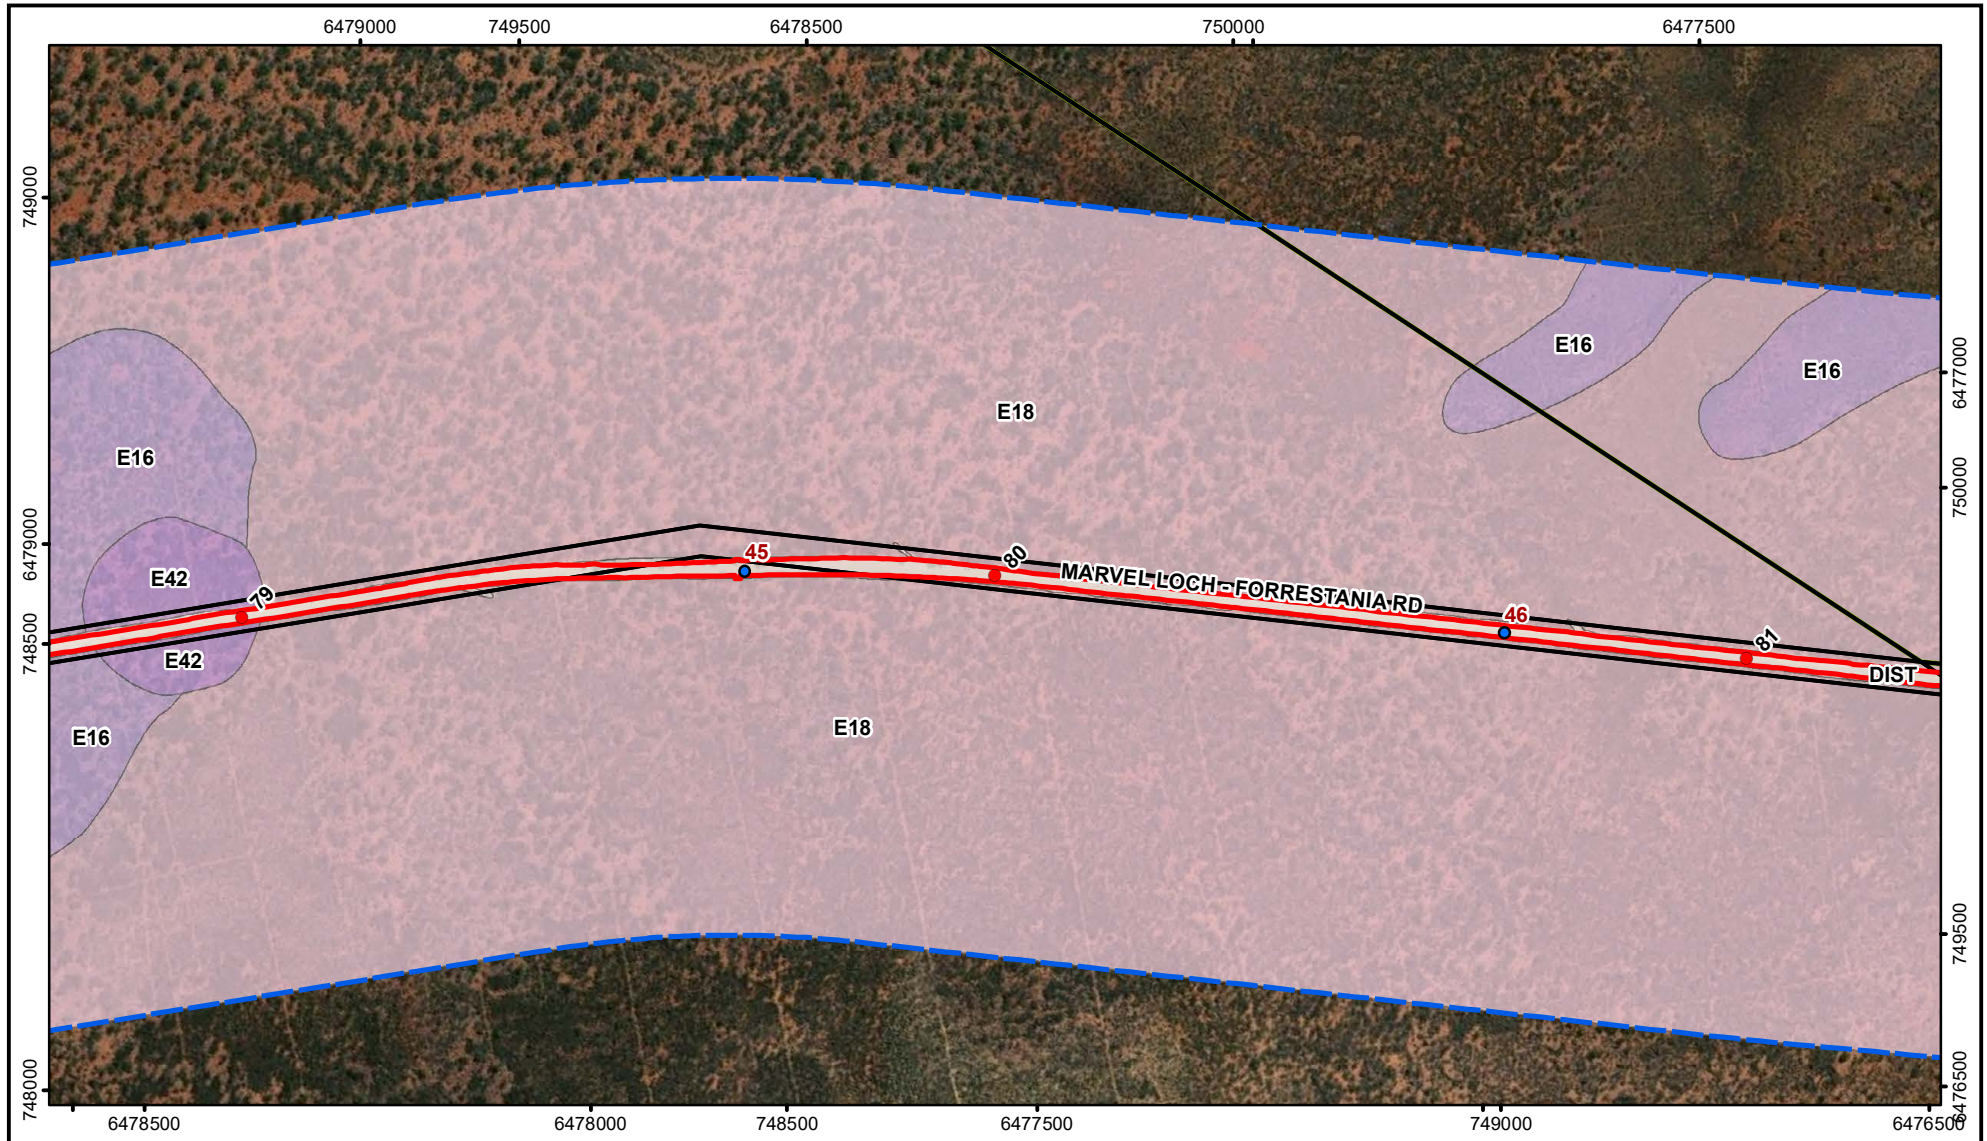 6479000 749500 6478500 750000 6477500
749000
E16
E16
6477000
E18
E16
750000
6479000
45
80
E42
79
MARVEL LOCH - FORRESTANIA RD
46
81
748500
E42
DIST
E18
E16
749500
748000
6476500
6478500 6478000 748500 6477500 749000 6476500